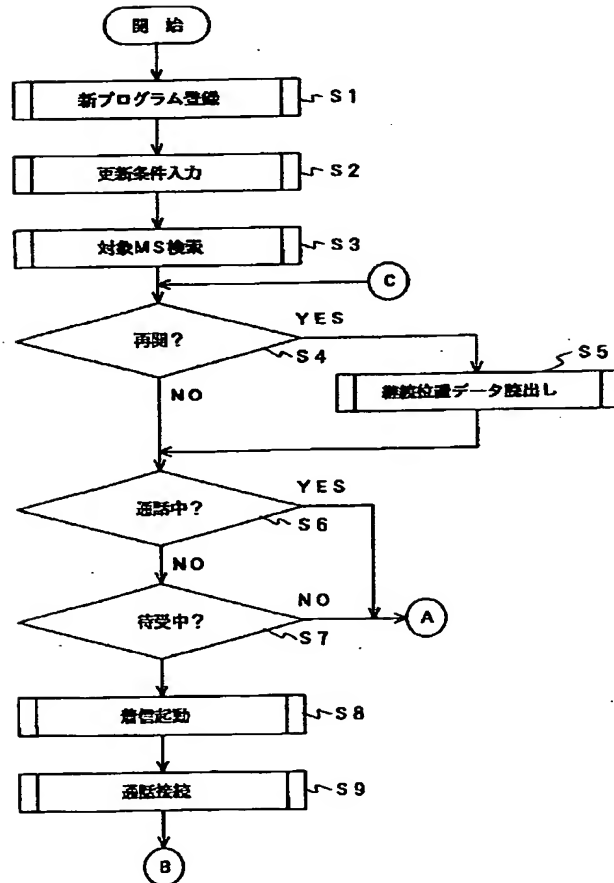 開 始
新プログラム登録
S1
更新条件入力
S2
対象MS検索
S3
C
再開?
YES
S4
NO
S5
継続位置データ読出し
通話中?
YES
S6
NO
待受中?
NO
S7
A
着信起動
S8
通話接続
S9
B